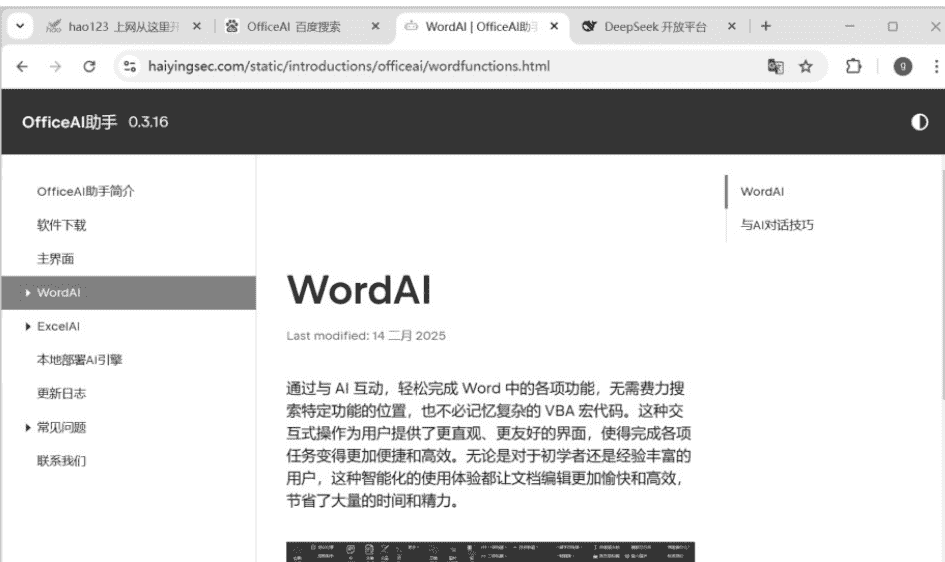 hao123 上网从这里开
OfficeAI 百度搜索
WordAI | OfficeAI助手
DeepSeek 开放平台
haiyingsec.com/static/introductions/officeai/wordfunctions.html
g
OfficeAI助手 0.3.16
OfficeAI助手简介
软件下载
主界面
WordAI
ExcelAI
本地部署AI引擎
更新日志
常见问题
联系我们
WordAI
Last modified: 14 二月 2025
通过与 AI 互动，轻松完成 Word 中的各项功能，无需费力搜
索特定功能的位置，也不必记忆复杂的 VBA 宏代码。这种交
互式操作为用户提供了更直观、更友好的界面，使得完成各项
任务变得更加便捷和高效。无论是对于初学者还是经验丰富的
用户，这种智能化的使用体验都让文档编辑更加愉快和高效，
节省了大量的时间和精力。
WordAI
与AI对话技巧